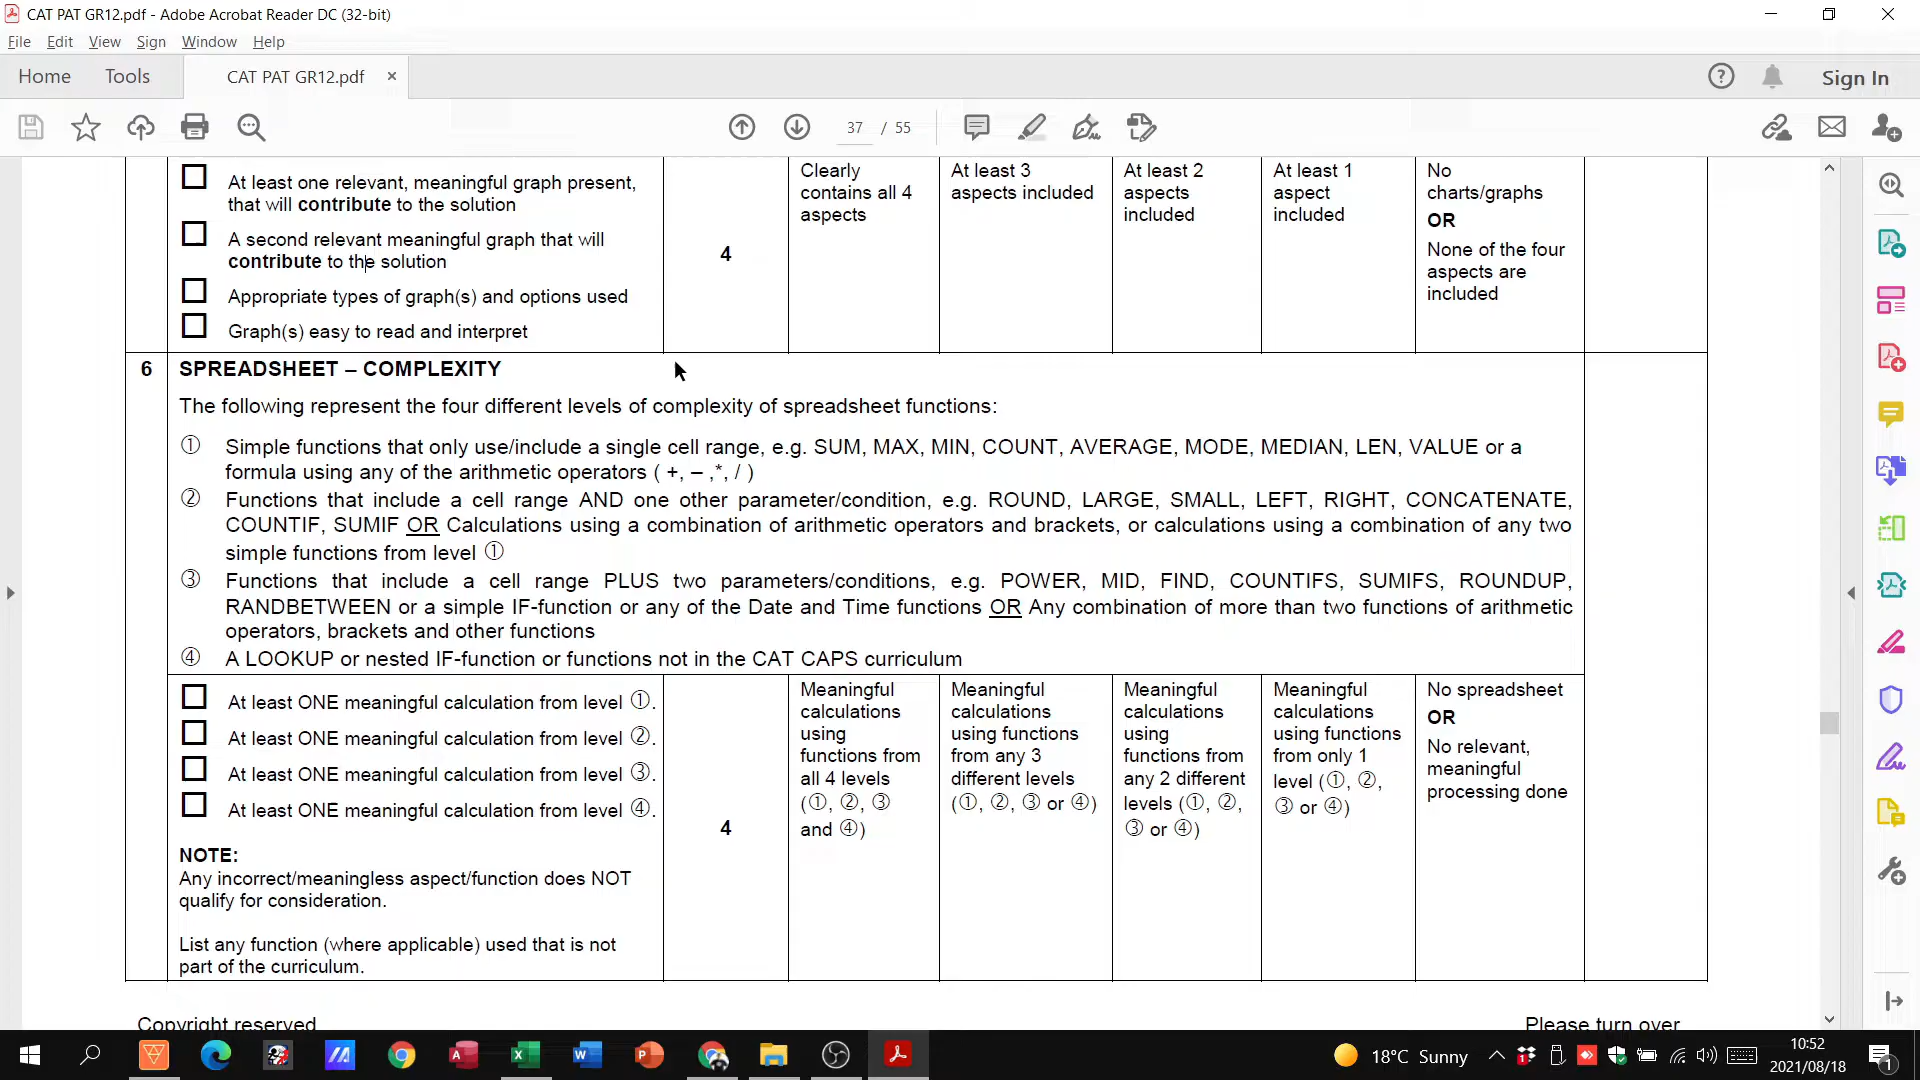 CAT PAT GR12.pdf - Adobe Acrobat Reader DC (32-bit)
File Edit View Sign Window Help
Home Tools CAT PAT GR12.pdf × Sign In
37 / 55
At least one relevant, meaningful graph present,
that will contribute to the solution
A second relevant meaningful graph that will
contribute to the solution
Appropriate types of graph(s) and options used
Graph(s) easy to read and interpret
4
Clearly
contains all 4
aspects
At least 3
aspects included
At least 2
aspects
included
At least 1
aspect
included
No
charts/graphs
OR
None of the four
aspects are
included
6 SPREADSHEET – COMPLEXITY
The following represent the four different levels of complexity of spreadsheet functions:
① Simple functions that only use/include a single cell range, e.g. SUM, MAX, MIN, COUNT, AVERAGE, MODE, MEDIAN, LEN, VALUE or a
formula using any of the arithmetic operators ( +, – ,*, / )
② Functions that include a cell range AND one other parameter/condition, e.g. ROUND, LARGE, SMALL, LEFT, RIGHT, CONCATENATE,
COUNTIF, SUMIF OR Calculations using a combination of arithmetic operators and brackets, or calculations using a combination of any two
simple functions from level ①
③ Functions that include a cell range PLUS two parameters/conditions, e.g. POWER, MID, FIND, COUNTIFS, SUMIFS, ROUNDUP,
RANDBETWEEN or a simple IF-function or any of the Date and Time functions OR Any combination of more than two functions of arithmetic
operators, brackets and other functions
④ A LOOKUP or nested IF-function or functions not in the CAT CAPS curriculum
At least ONE meaningful calculation from level ①.
At least ONE meaningful calculation from level ②.
At least ONE meaningful calculation from level ③.
At least ONE meaningful calculation from level ④.
NOTE:
Any incorrect/meaningless aspect/function does NOT
qualify for consideration.
List any function (where applicable) used that is not
part of the curriculum.
4
Meaningful
calculations
using
functions from
all 4 levels
(①, ②, ③
and ④)
Meaningful
calculations
using functions
from any 3
different levels
(①, ②, ③ or ④)
Meaningful
calculations
using
functions from
any 2 different
levels (①, ②,
③ or ④)
Meaningful
calculations
using functions
from only 1
level (①, ②,
③ or ④)
No spreadsheet
OR
No relevant,
meaningful
processing done
Copyright reserved Please turn over
18°C Sunny
10:52
2021/08/18
1